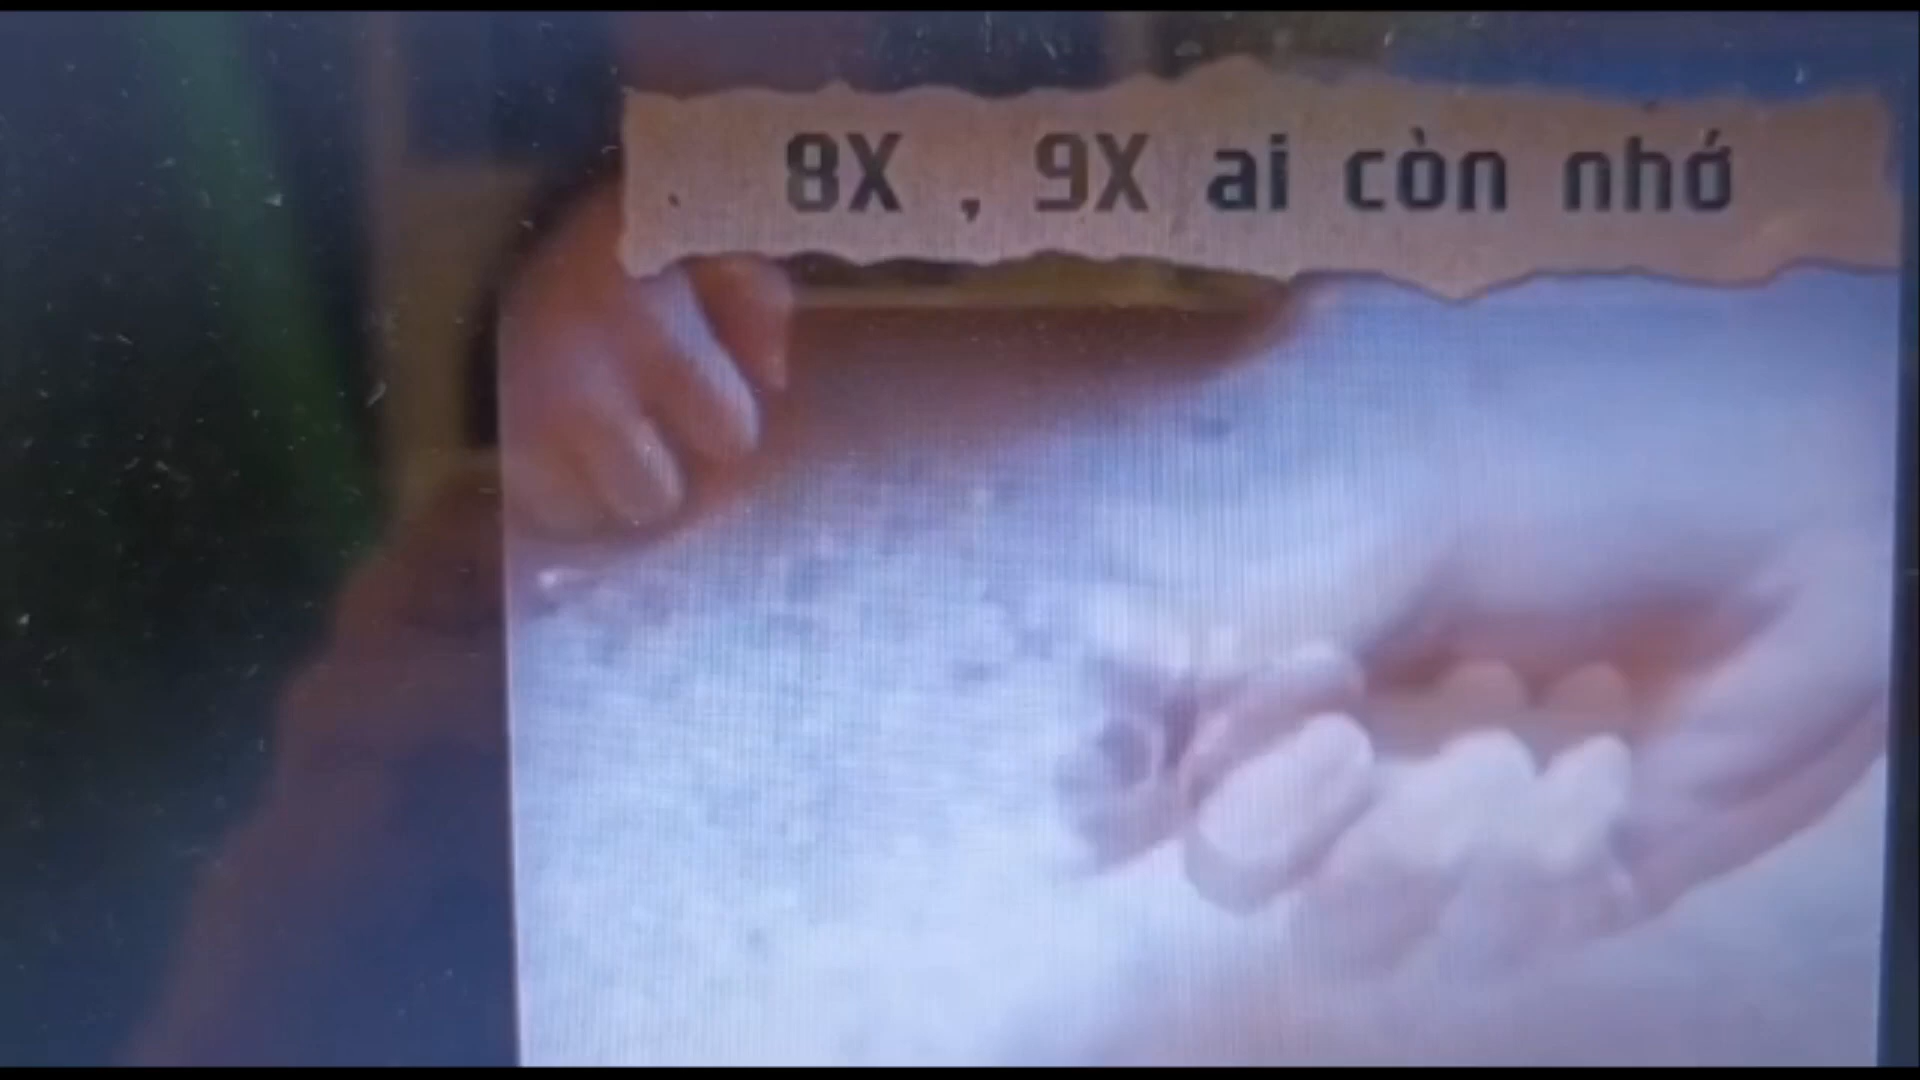 8X , 9X ai còn nhớ